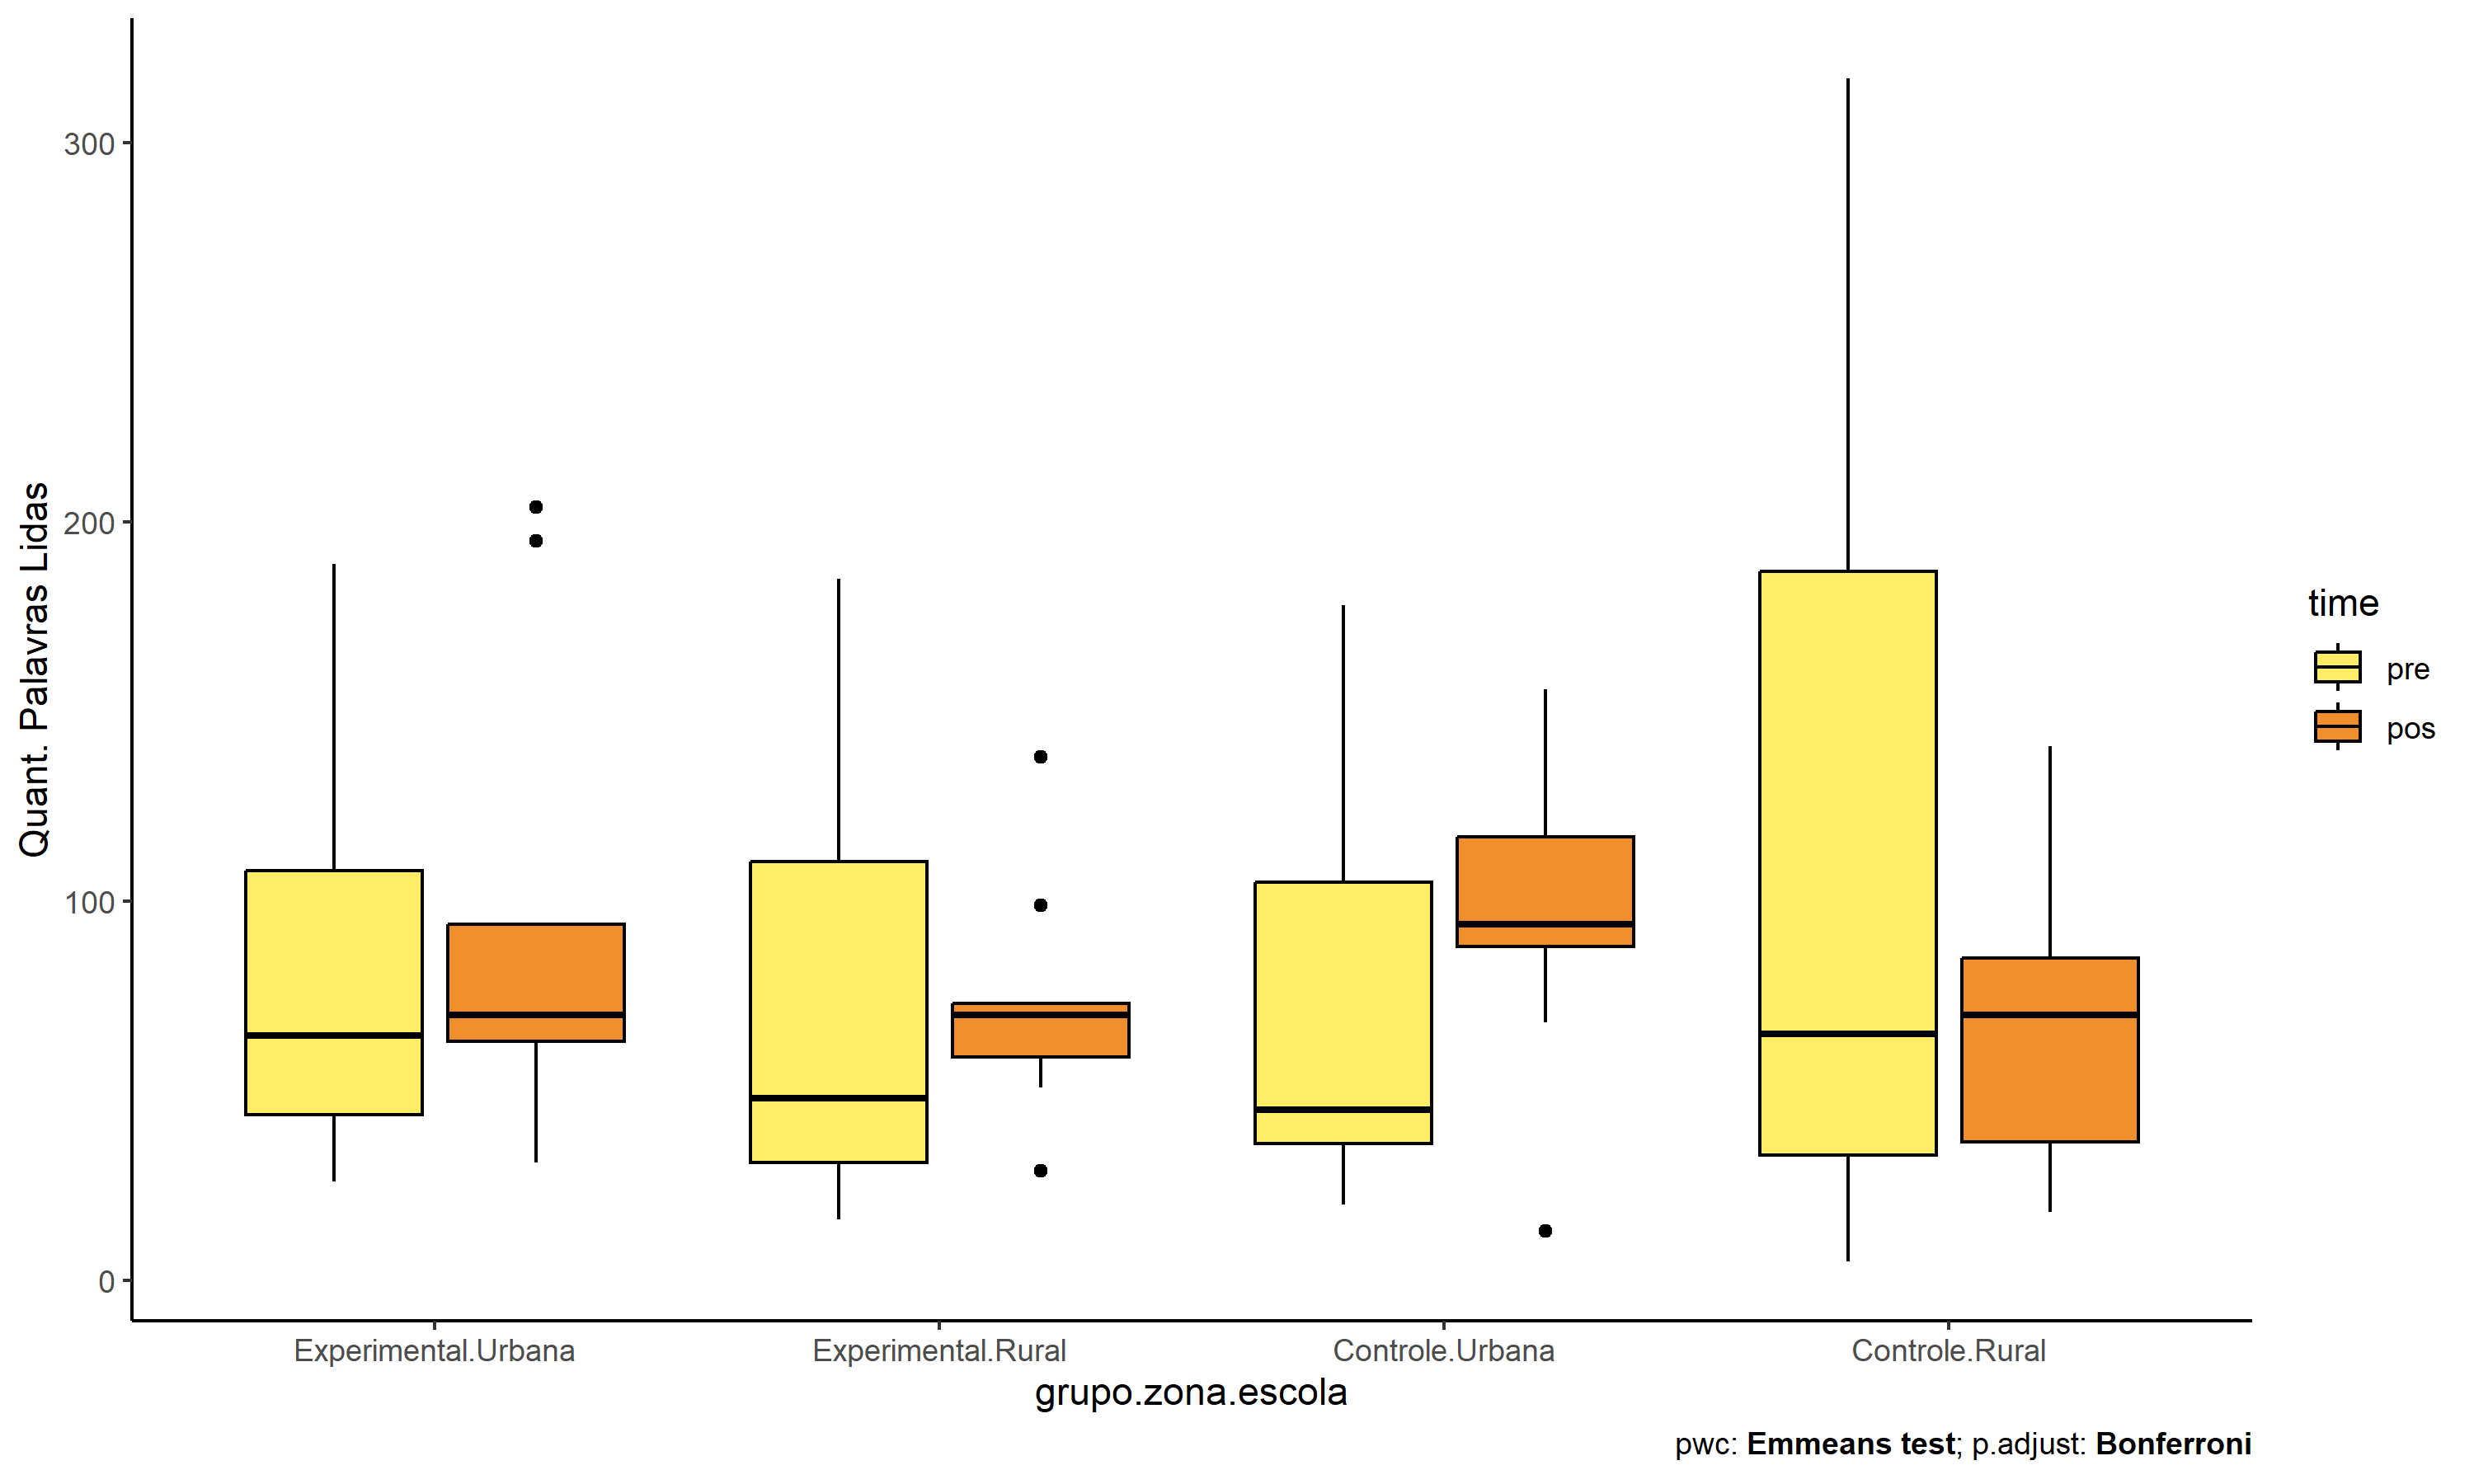 Quant. Palavras Lidas
300
200
100
0
Experimental.Urbana
Experimental.Rural
Controle.Urbana
Controle.Rural
grupo.zona.escola
time
pre
pos
pwc: Emmeans test; p.adjust: Bonferroni